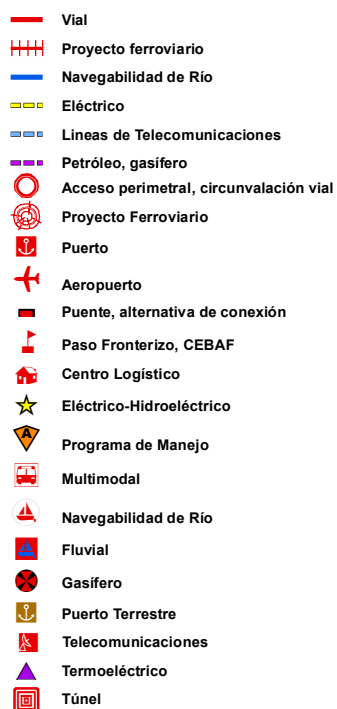 Vial
Proyecto ferroviario
Navegabilidad de Río
Eléctrico
Lineas de Telecomunicaciones
Petróleo, gasífero
Acceso perimetral, circunvalación vial
Proyecto Ferroviario
Puerto
Aeropuerto
Puente, alternativa de conexión
Paso Fronterizo, CEBAF
Centro Logístico
Eléctrico-Hidroeléctrico
A
Programa de Manejo
Multimodal
Navegabilidad de Río
Fluvial
Gasífero
Puerto Terrestre
Telecomunicaciones
Termoeléctrico
Túnel